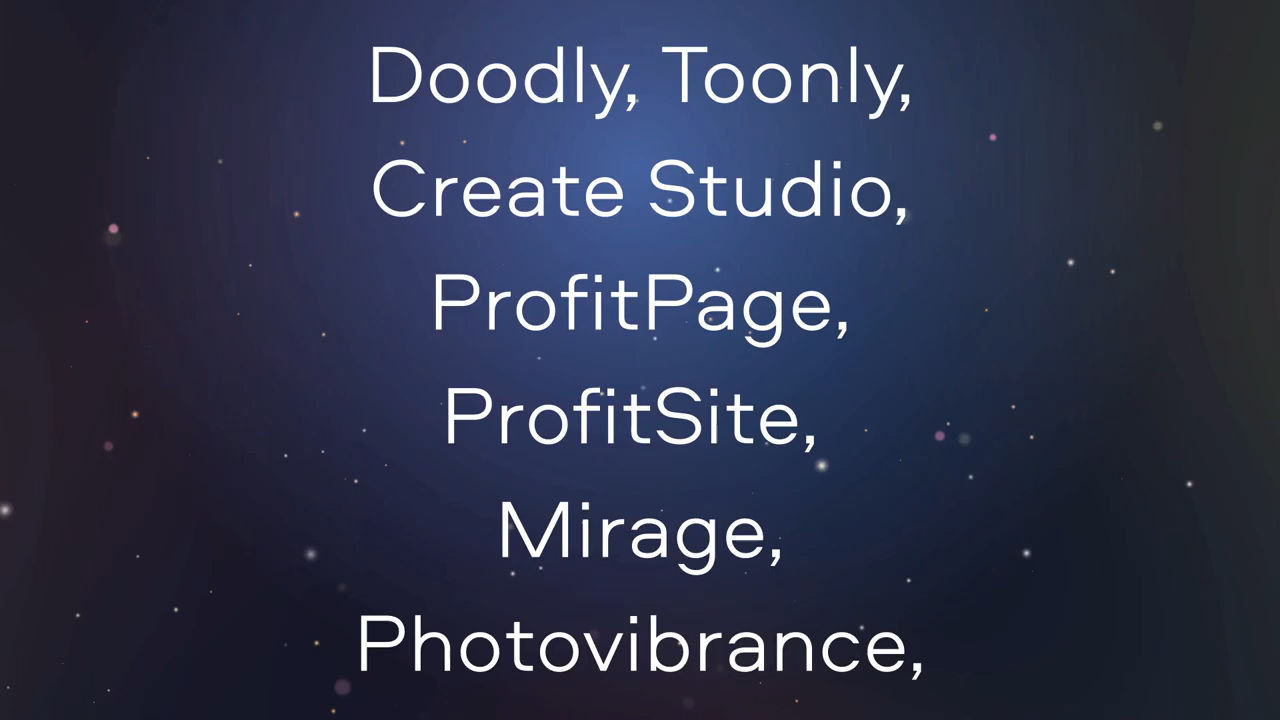 Doodly, Toonly,
Create Studio,
ProfitPage,
ProfitSite,
Mirage,
Photovibrance,